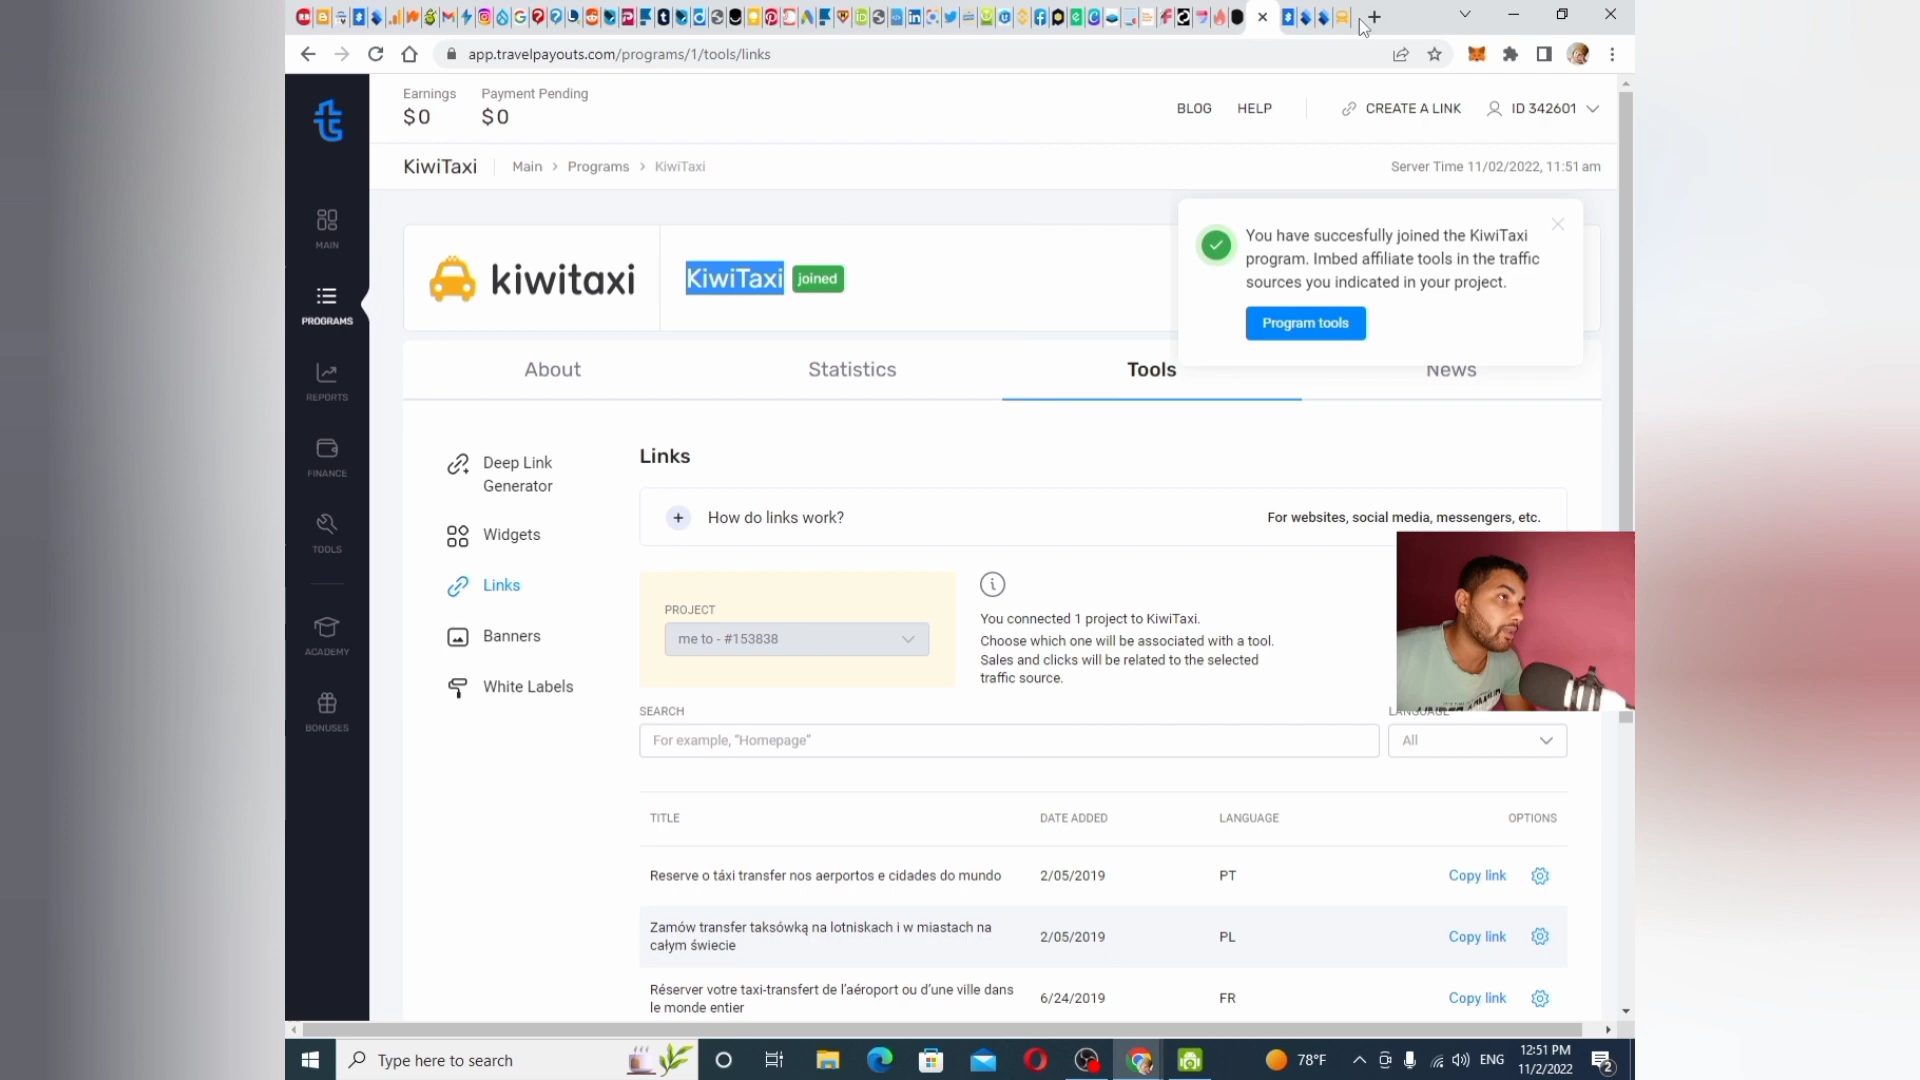 app.travelpayouts.com/programs/1/tools/links
Earnings
$0
Payment Pending
$0
BLOG
HELP
CREATE A LINK
ID 342601
KiwiTaxi
Main > Programs > KiwiTaxi
Server Time 11/02/2022, 11:51 am
MAIN
PROGRAMS
REPORTS
FINANCE
TOOLS
ACADEMY
BONUSES
kiwitaxi
KiwiTaxi joined
You have succesfully joined the KiwiTaxi
program. Imbed affiliate tools in the traffic
sources you indicated in your project.
Program tools
About
Statistics
Tools
News
Deep Link
Generator
Widgets
Links
Banners
White Labels
Links
How do links work?
For websites, social media, messengers, etc.
PROJECT
me to - #153838
You connected 1 project to KiwiTaxi.
Choose which one will be associated with a tool.
Sales and clicks will be related to the selected
traffic source.
SEARCH
For example, "Homepage"
LANGUAGE
All
TITLE
DATE ADDED
LANGUAGE
OPTIONS
Reserve o táxi transfer nos aerportos e cidades do mundo
2/05/2019
PT
Copy link
Zamów transfer taksówką na lotniskach i w miastach na
całym świecie
2/05/2019
PL
Copy link
Réserver votre taxi-transfert de l'aéroport ou d'une ville dans
le monde entier
6/24/2019
FR
Copy link
Type here to search
78°F
ENG
12:51 PM
11/2/2022
2